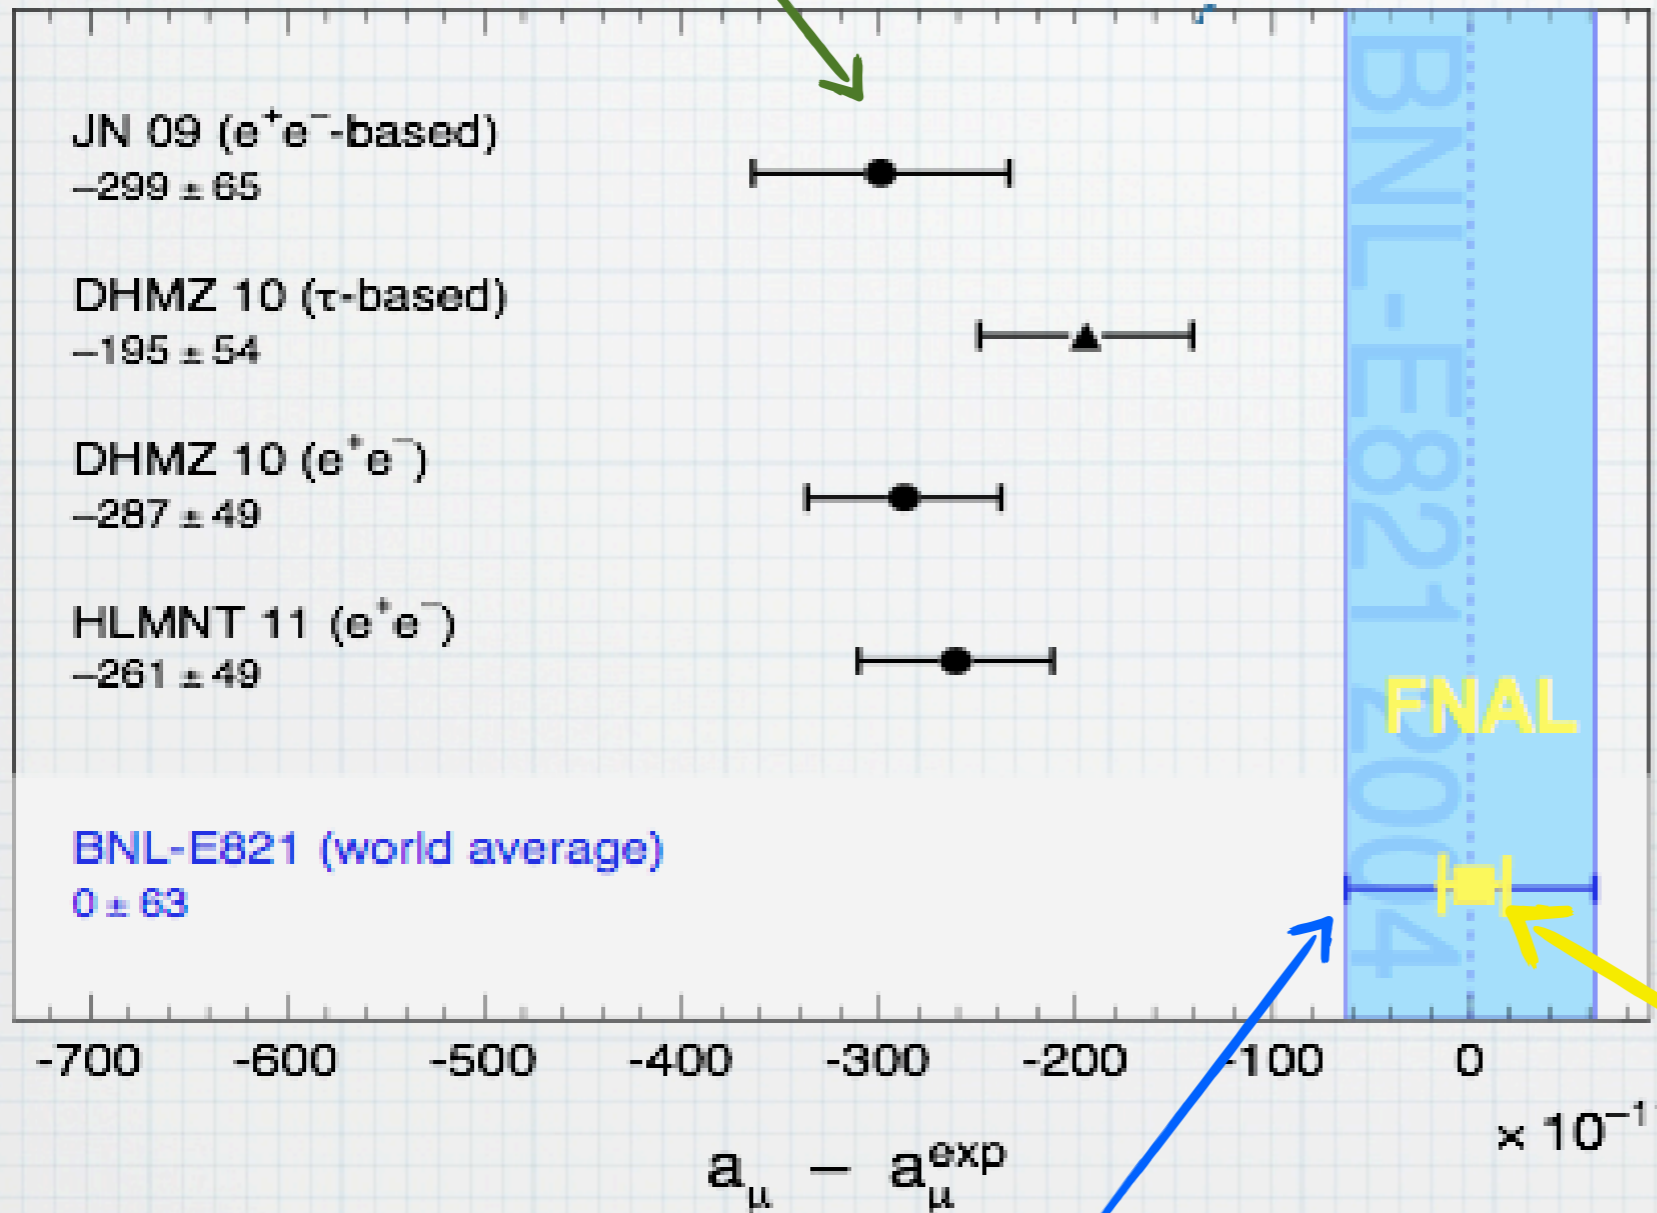 JN 09 (e⁺e⁻-based)
−299 ± 65
DHMZ 10 (τ-based)
−195 ± 54
DHMZ 10 (e⁺e⁻)
−287 ± 49
HLMNT 11 (e⁺e⁻)
−261 ± 49
BNL-E821 (world average)
0 ± 63
BNL-E821 2004
FNAL
-700 -600 -500 -400 -300 -200 -100 0
× 10⁻¹
a_μ − a_μ^exp